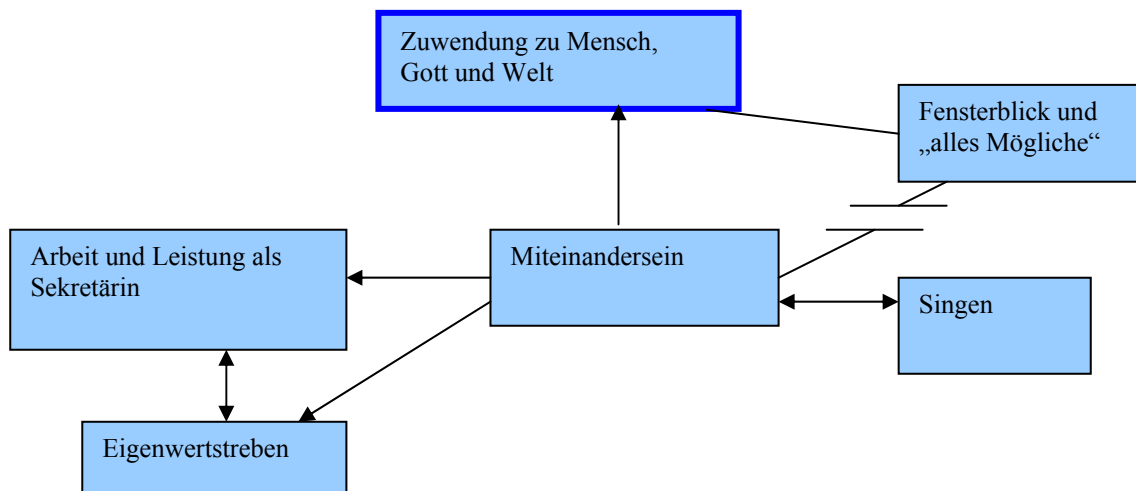 Zuwendung zu Mensch,
Gott und Welt
Fensterblick und
„alles Mögliche“
Arbeit und Leistung als
Sekretärin
Miteinandersein
Singen
Eigenwertstreben